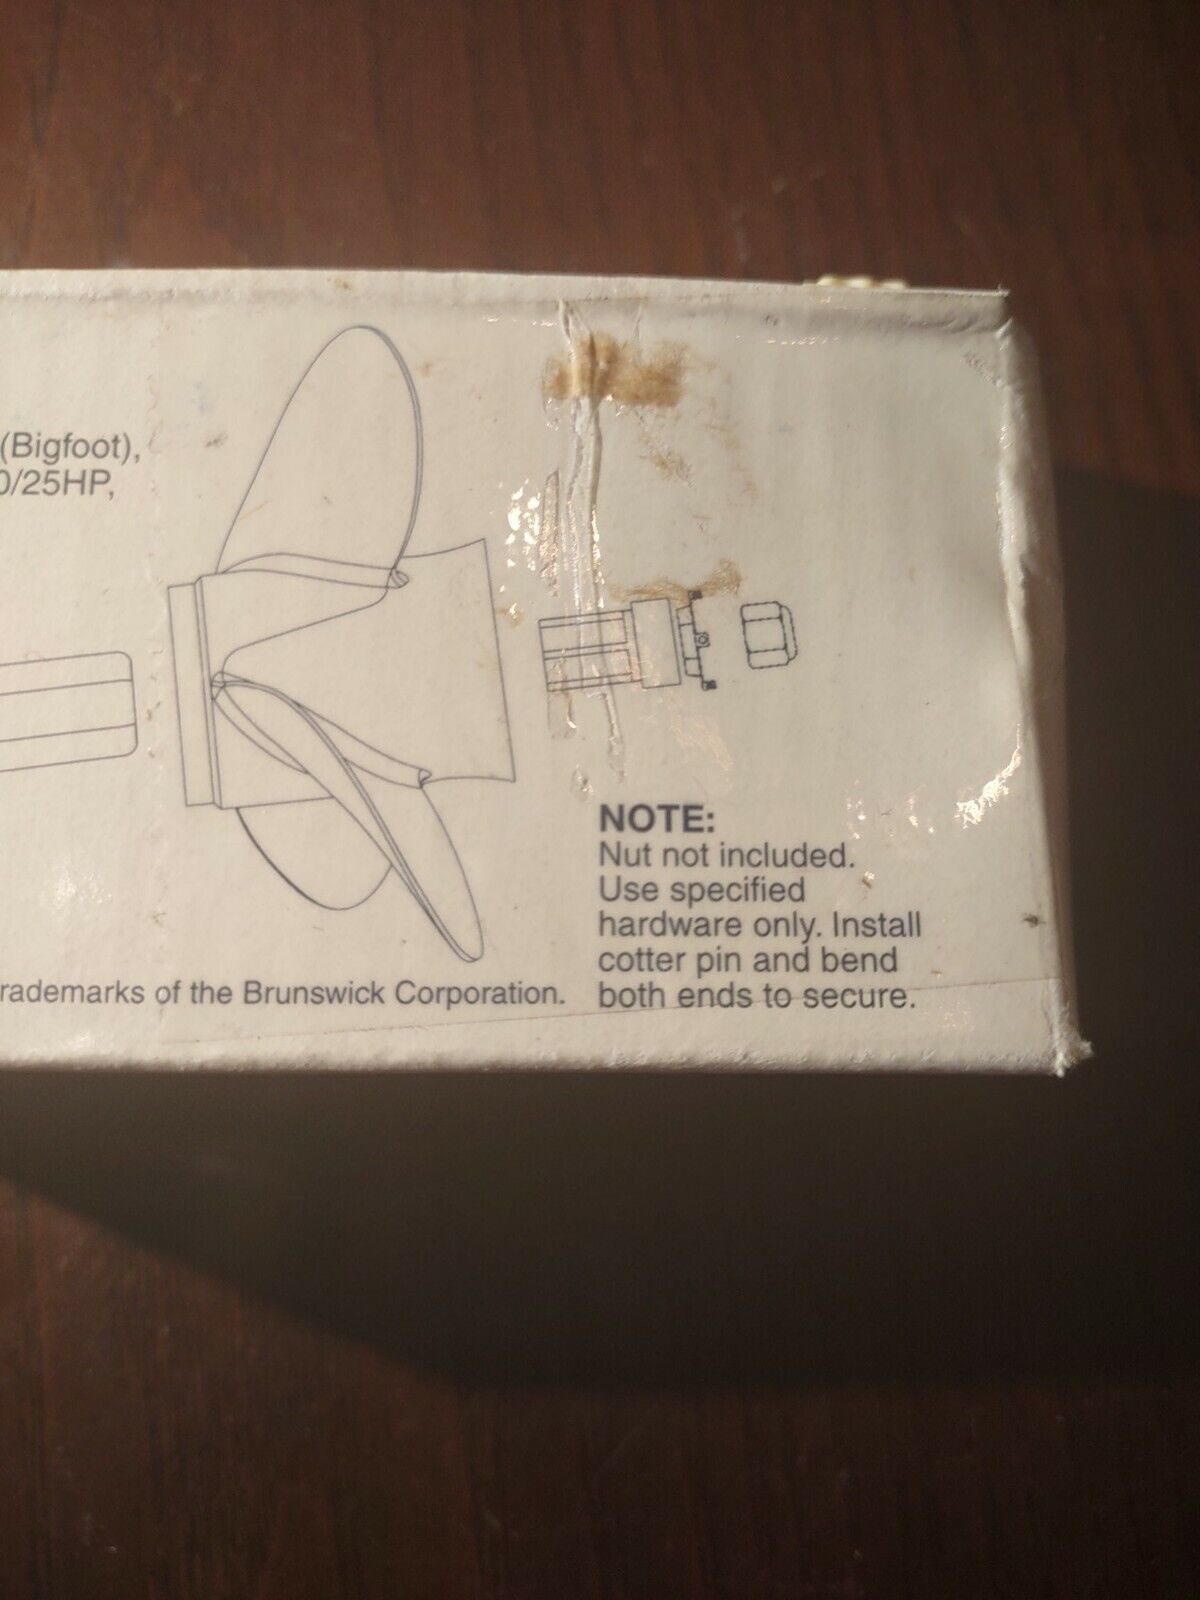 (Bigfoot),
0/25HP,
NOTE:
Nut not included.
Use specified
hardware only. Install
cotter pin and bend
both ends to secure.
rademarks of the Brunswick Corporation.